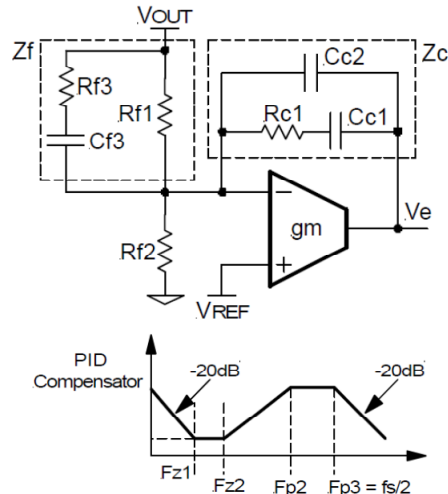 VOUT
Zf
Zc
Rf3
Rf1
Cf3
Cc2
Rc1
Cc1
Rf2
gm
−
+
Ve
VREF
PID
Compensator
-20dB
-20dB
Fz1
Fz2
Fp2
Fp3 = fs/2